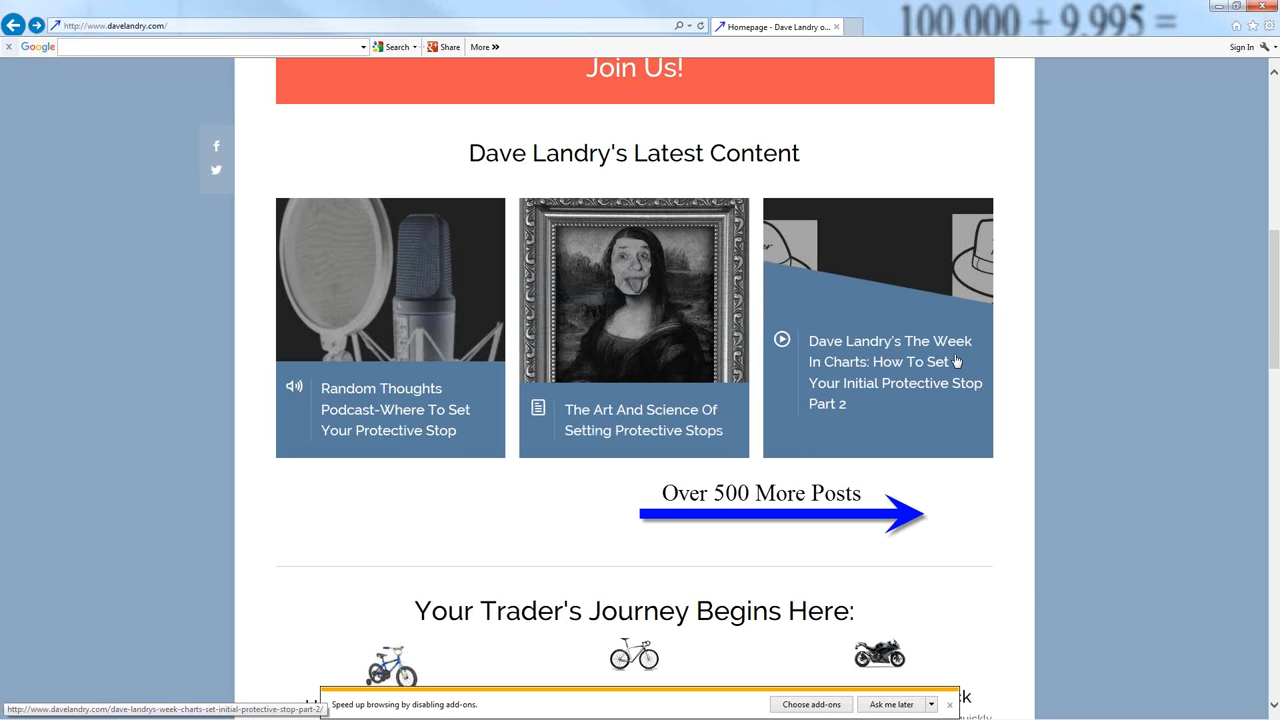 http://www.davelandry.com/
Homepage - Dave Landry o...
100,000 + 9,995 =
Google
Search
Share
More »
Sign In
Join Us!
Dave Landry's Latest Content
Random Thoughts
Podcast-Where To Set
Your Protective Stop
The Art And Science Of
Setting Protective Stops
Dave Landry's The Week
In Charts: How To Set
Your Initial Protective Stop
Part 2
Over 500 More Posts
Your Trader's Journey Begins Here:
Speed up browsing by disabling add-ons.
Choose add-ons
Ask me later
http://www.davelandry.com/dave-landrys-week-charts-set-initial-protective-stop-part-2/